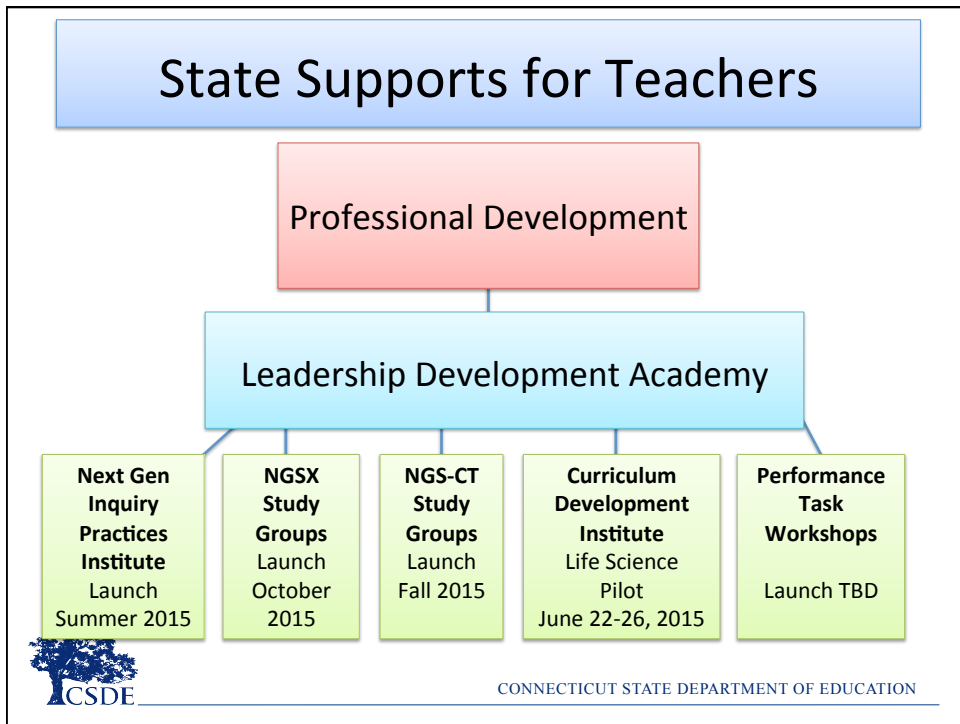 State Supports for Teachers
Professional Development
Leadership Development Academy
Next Gen
Inquiry
Practices
Institute
Launch
Summer 2015
NGSX
Study
Groups
Launch
October
2015
NGS-CT
Study
Groups
Launch
Fall 2015
Curriculum
Development
Institute
Life Science
Pilot
June 22-26, 2015
Performance
Task
Workshops
Launch TBD
CSDE
CONNECTICUT STATE DEPARTMENT OF EDUCATION